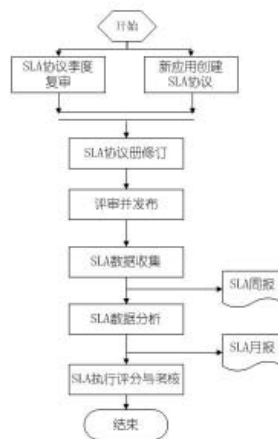 开始
SLA协议季度
复审
新应用创建
SLA协议
SLA协议册修订
评审并发布
SLA数据收集
SLA周报
SLA数据分析
SLA月报
SLA执行评分与考核
结束